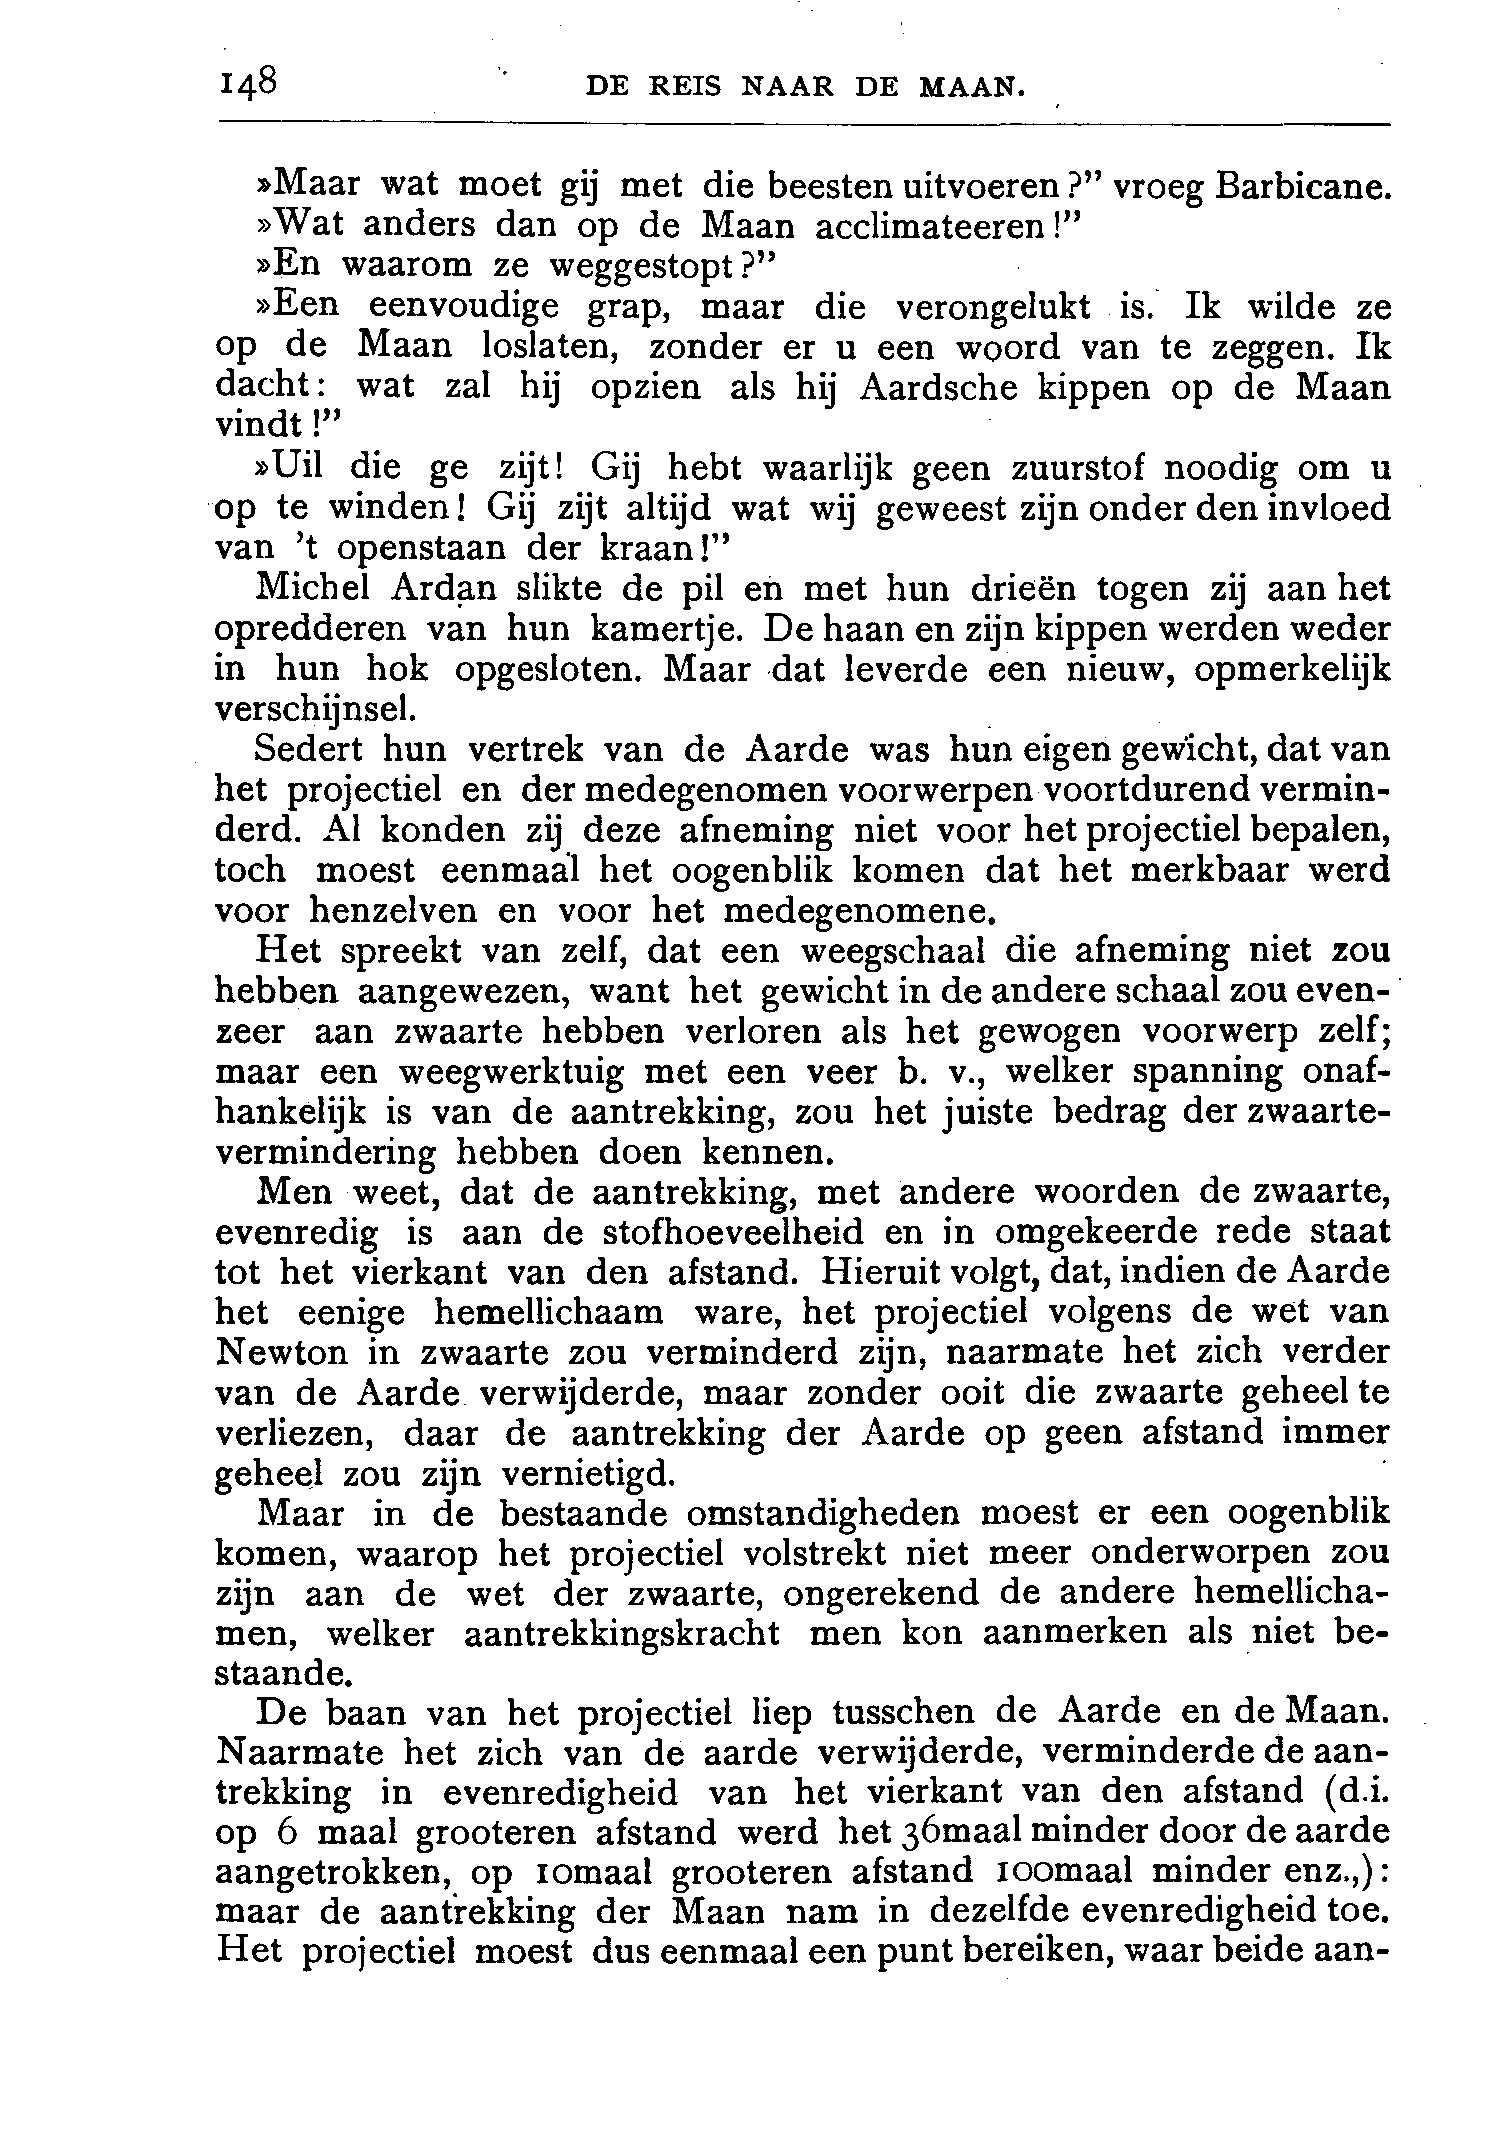 148 DE REIS NAAR DE MAAN.
»Maar wat moet gij met die beesten uitvoeren?” vroeg Barbicane.
»Wat anders dan op de Maan acclimateeren!”
»En waarom ze weggestopt?”
»Een eenvoudige grap, maar die verongelukt is. Ik wilde ze
op de Maan loslaten, zonder er u een woord van te zeggen. Ik
dacht: wat zal hij opzien als hij Aardsche kippen op de Maan
vindt!”
»Uil die ge zijt! Gij hebt waarlijk geen zuurstof noodig om u
op te winden! Gij zijt altijd wat wij geweest zijn onder den invloed
van ’t openstaan der kraan!”
Michel Ardan slikte de pil en met hun drieën togen zij aan het
opredderen van hun kamertje. De haan en zijn kippen werden weder
in hun hok opgesloten. Maar dat leverde een nieuw, opmerkelijk
verschijnsel.
Sedert hun vertrek van de Aarde was hun eigen gewicht, dat van
het projectiel en der medegenomen voorwerpen voortdurend vermin-
derd. Al konden zij deze afneming niet voor het projectiel bepalen,
toch moest eenmaal het oogenblik komen dat het merkbaar werd
voor henzelven en voor het medegenomene.
Het spreekt van zelf, dat een weegschaal die afneming niet zou
hebben aangewezen, want het gewicht in de andere schaal zou even-
zeer aan zwaarte hebben verloren als het gewogen voorwerp zelf;
maar een weegwerktuig met een veer b. v., welker spanning onaf-
hankelijk is van de aantrekking, zou het juiste bedrag der zwaarte-
vermindering hebben doen kennen.
Men weet, dat de aantrekking, met andere woorden de zwaarte,
evenredig is aan de stofhoeveelheid en in omgekeerde rede staat
tot het vierkant van den afstand. Hieruit volgt, dat, indien de Aarde
het eenige hemellichaam ware, het projectiel volgens de wet van
Newton in zwaarte zou verminderd zijn, naarmate het zich verder
van de Aarde verwijderde, maar zonder ooit die zwaarte geheel te
verliezen, daar de aantrekking der Aarde op geen afstand immer
geheel zou zijn vernietigd.
Maar in de bestaande omstandigheden moest er een oogenblik
komen, waarop het projectiel volstrekt niet meer onderworpen zou
zijn aan de wet der zwaarte, ongerekend de andere hemellicha-
men, welker aantrekkingskracht men kon aanmerken als niet be-
staande.
De baan van het projectiel liep tusschen de Aarde en de Maan.
Naarmate het zich van de aarde verwijderde, verminderde de aan-
trekking in evenredigheid van het vierkant van den afstand (d.i.
op 6 maal grooteren afstand werd het 36maal minder door de aarde
aangetrokken, op 10maal grooteren afstand 100maal minder enz.,):
maar de aantrekking der Maan nam in dezelfde evenredigheid toe.
Het projectiel moest dus eenmaal een punt bereiken, waar beide aan-